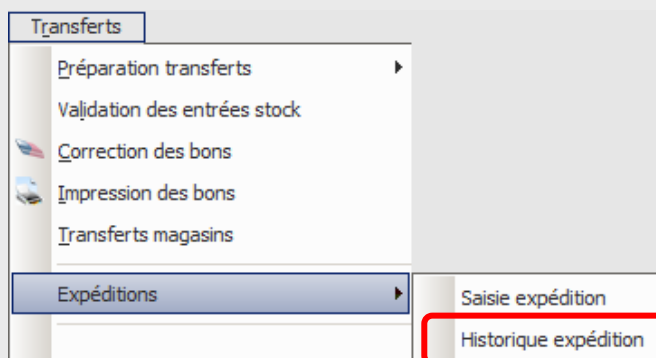 Transferts
Préparation transferts
Validation des entrées stock
Correction des bons
Impression des bons
Transferts magasins
Expéditions
Saisie expédition
Historique expédition